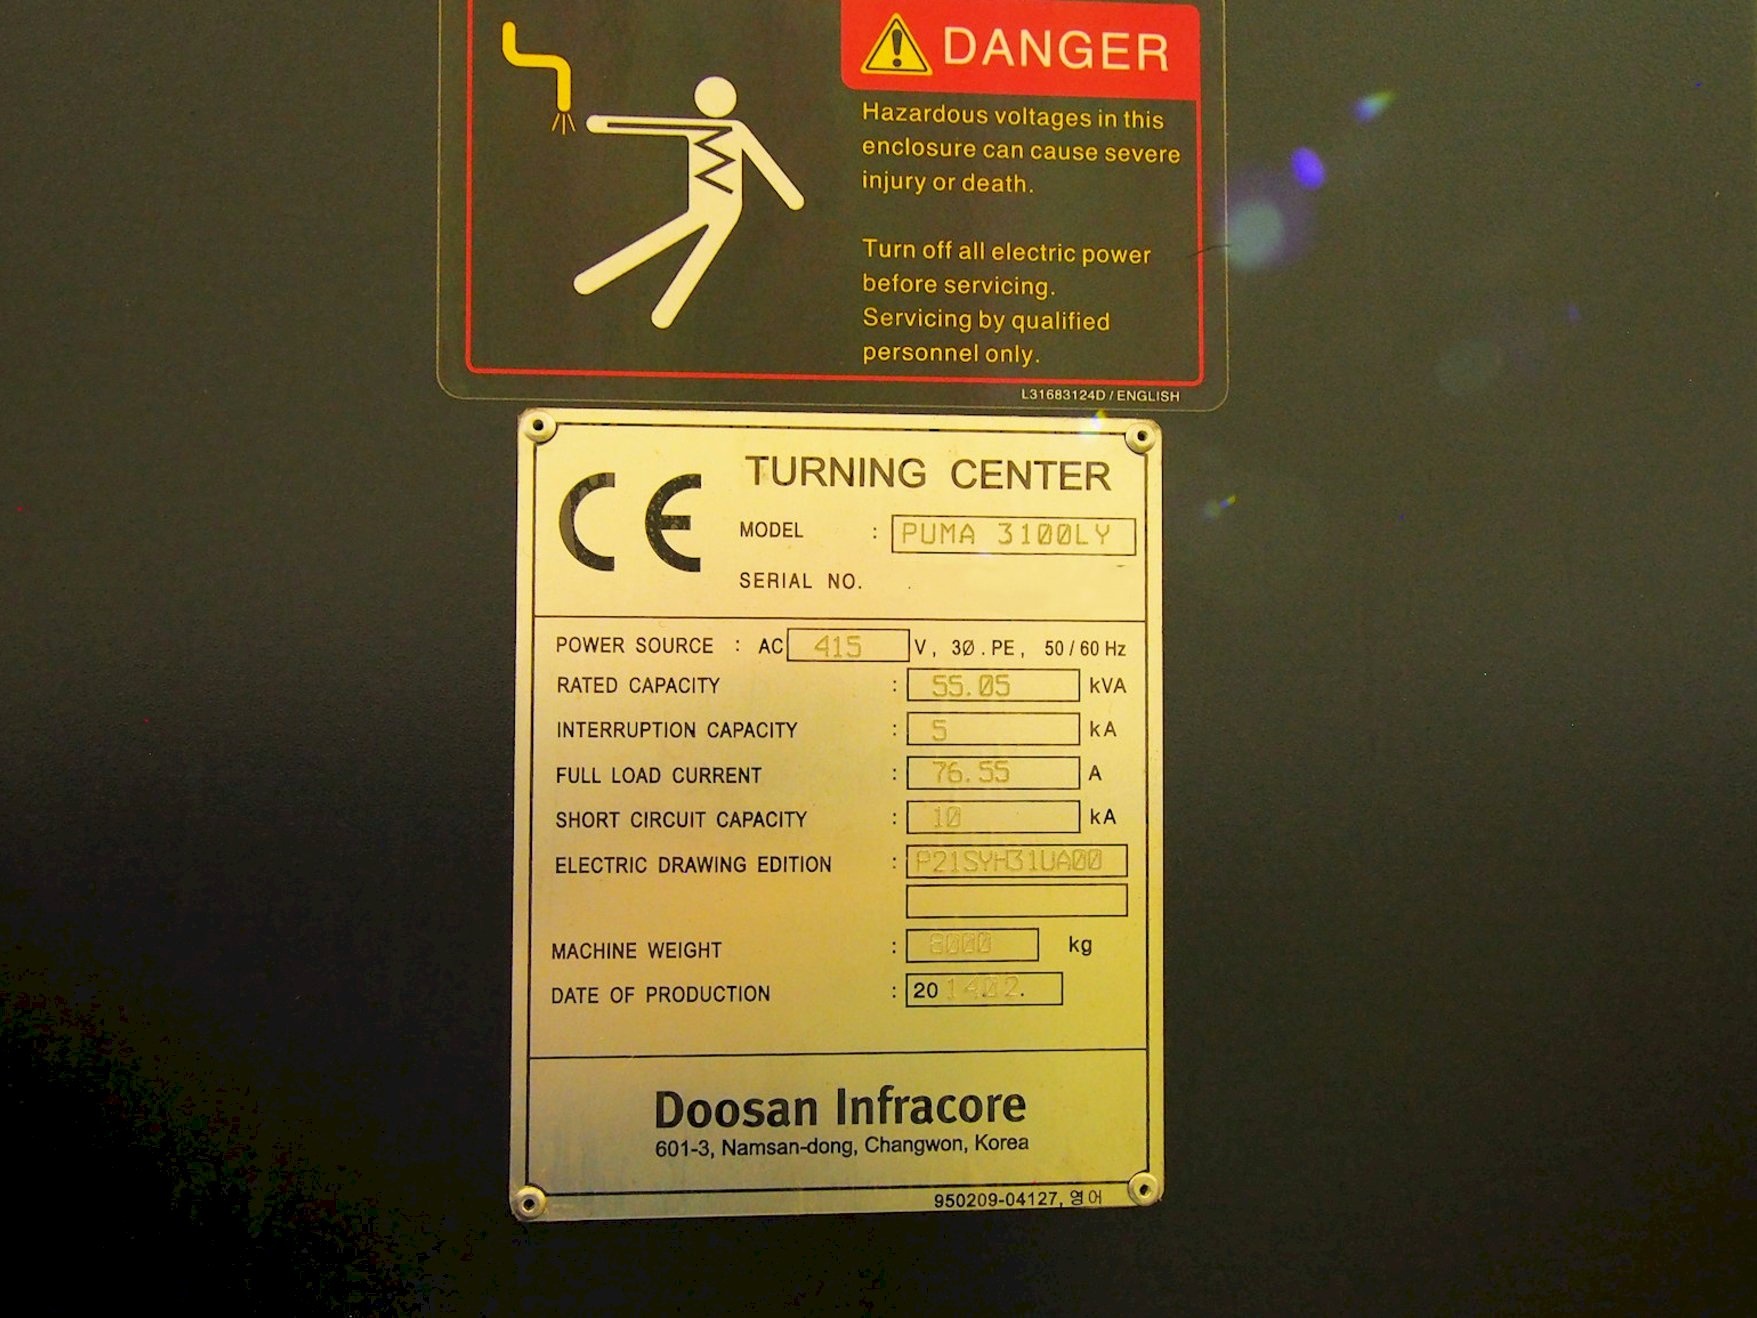 DANGER
Hazardous voltages in this
enclosure can cause severe
injury or death.
Turn off all electric power
before servicing.
Servicing by qualified
personnel only.
L31683124D / ENGLISH
CE
TURNING CENTER
MODEL : PUMA 3100LY
SERIAL NO.
POWER SOURCE : AC 415 V, 3Ø.PE, 50/60 Hz
RATED CAPACITY : 55.05 kVA
INTERRUPTION CAPACITY : 5 kA
FULL LOAD CURRENT : 76.55 A
SHORT CIRCUIT CAPACITY : 10 kA
ELECTRIC DRAWING EDITION : P21SYH31UA00
MACHINE WEIGHT : 8000 kg
DATE OF PRODUCTION : 2014.02.
Doosan Infracore
601-3, Namsan-dong, Changwon, Korea
950209-04127, 영어